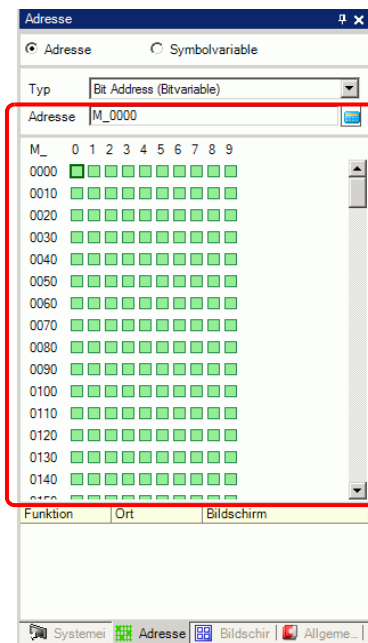 Adresse
Adresse Symbolvariable
Typ Bit Address (Bitvariable)
Adresse M_0000
M_ 0 1 2 3 4 5 6 7 8 9
0000
0010
0020
0030
0040
0050
0060
0070
0080
0090
0100
0110
0120
0130
0140
0150
Funktion Ort Bildschirm
Systemei Adresse Bildschir Allgeme...